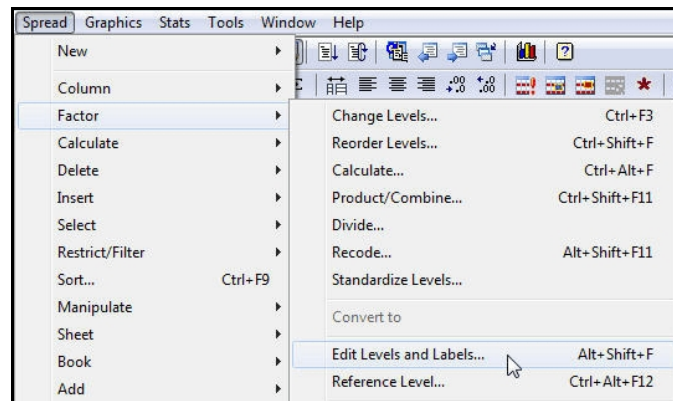 Spread Graphics Stats Tools Window Help
New
Column
Factor
Calculate
Delete
Insert
Select
Restrict/Filter
Sort... Ctrl+F9
Manipulate
Sheet
Book
Add
Change Levels... Ctrl+F3
Reorder Levels... Ctrl+Shift+F
Calculate... Ctrl+Alt+F
Product/Combine... Ctrl+Shift+F11
Divide...
Recode... Alt+Shift+F11
Standardize Levels...
Convert to
Edit Levels and Labels... Alt+Shift+F
Reference Level... Ctrl+Alt+F12